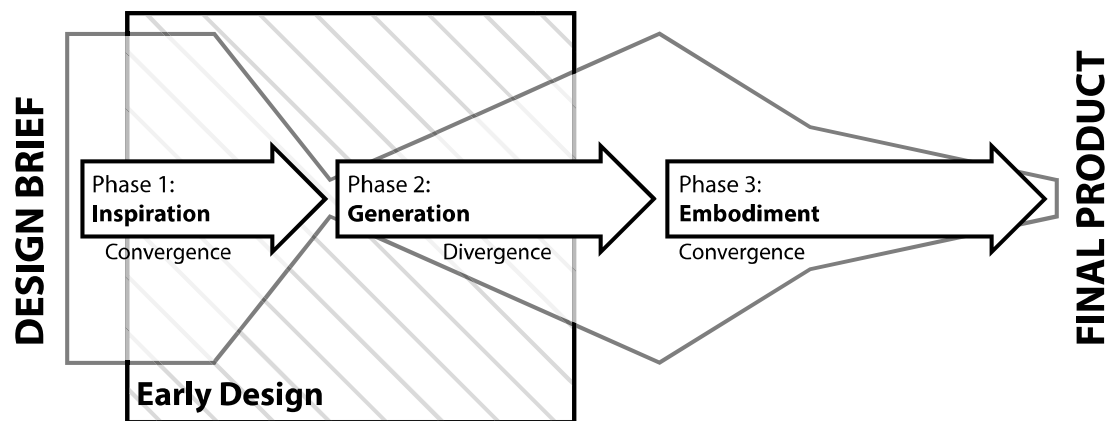 DESIGN BRIEF
Phase 1:
Inspiration
Convergence
Phase 2:
Generation
Divergence
Phase 3:
Embodiment
Convergence
FINAL PRODUCT
Early Design